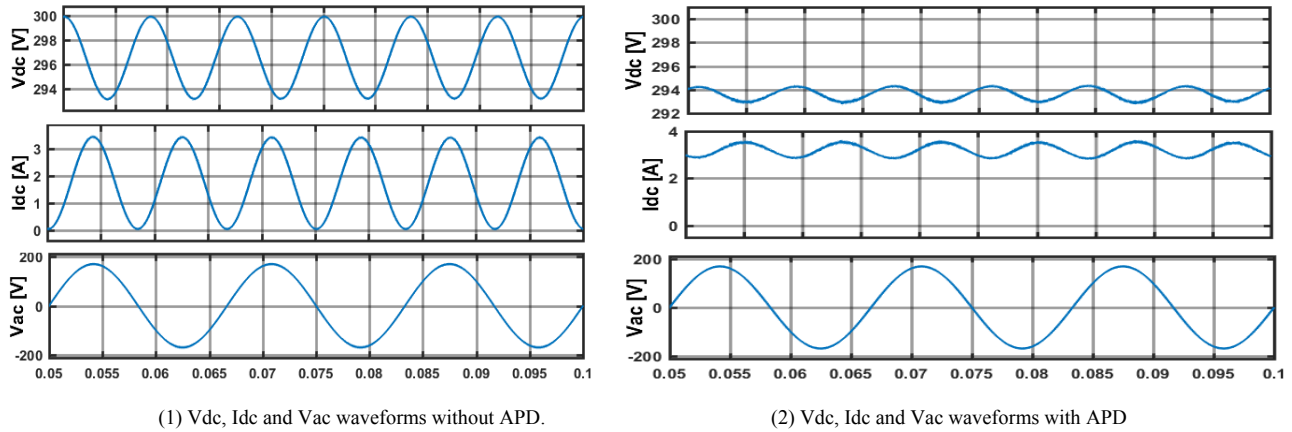 300
298
296
294
Vdc [V]
3
2
1
0
Idc [A]
200
0
-200
Vac [V]
0.05 0.055 0.06 0.065 0.07 0.075 0.08 0.085 0.09 0.095 0.1
(1) Vdc, Idc and Vac waveforms without APD.
300
298
296
294
292
Vdc [V]
4
2
0
Idc [A]
200
0
-200
Vac [V]
0.05 0.055 0.06 0.065 0.07 0.075 0.08 0.085 0.09 0.095 0.1
(2) Vdc, Idc and Vac waveforms with APD